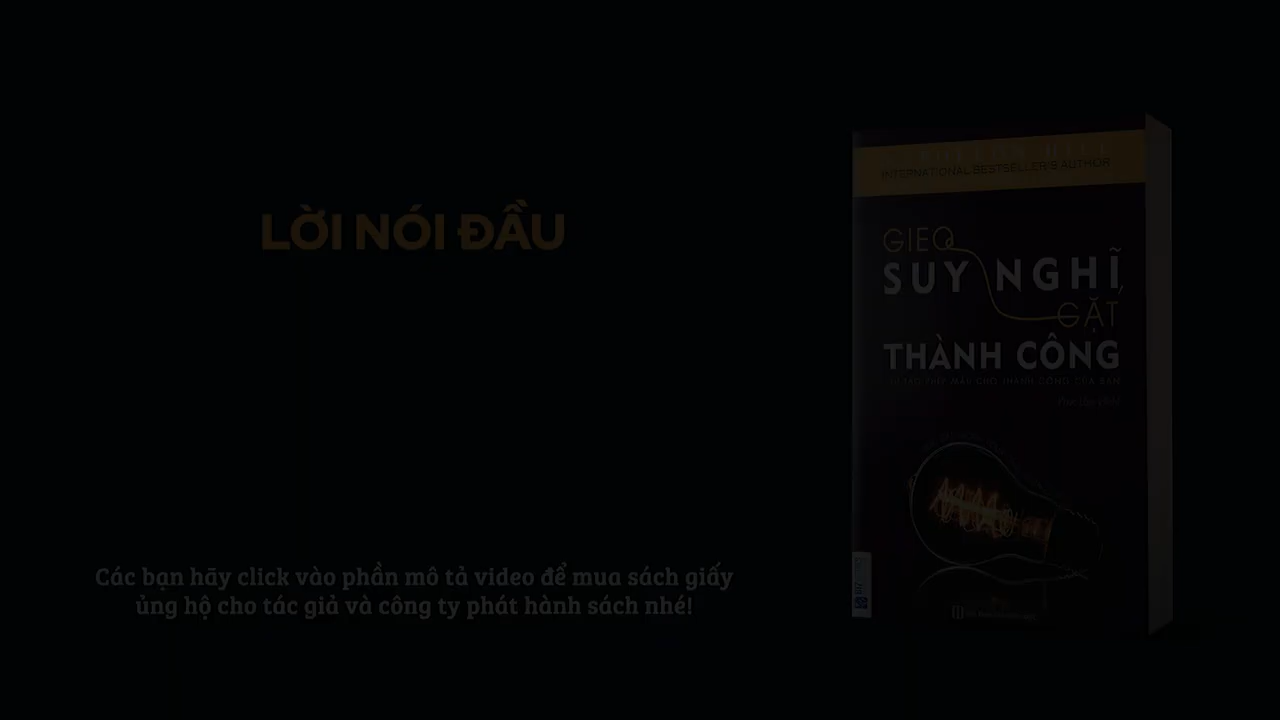 LỜI NÓI ĐẦU
Các bạn hãy click vào phần mô tả video để mua sách giấy
ủng hộ cho tác giả và công ty phát hành sách nhé!
INTERNATIONAL BESTSELLER'S AUTHOR
GIEO
SUY NGHĨ,
GẶT
THÀNH CÔNG